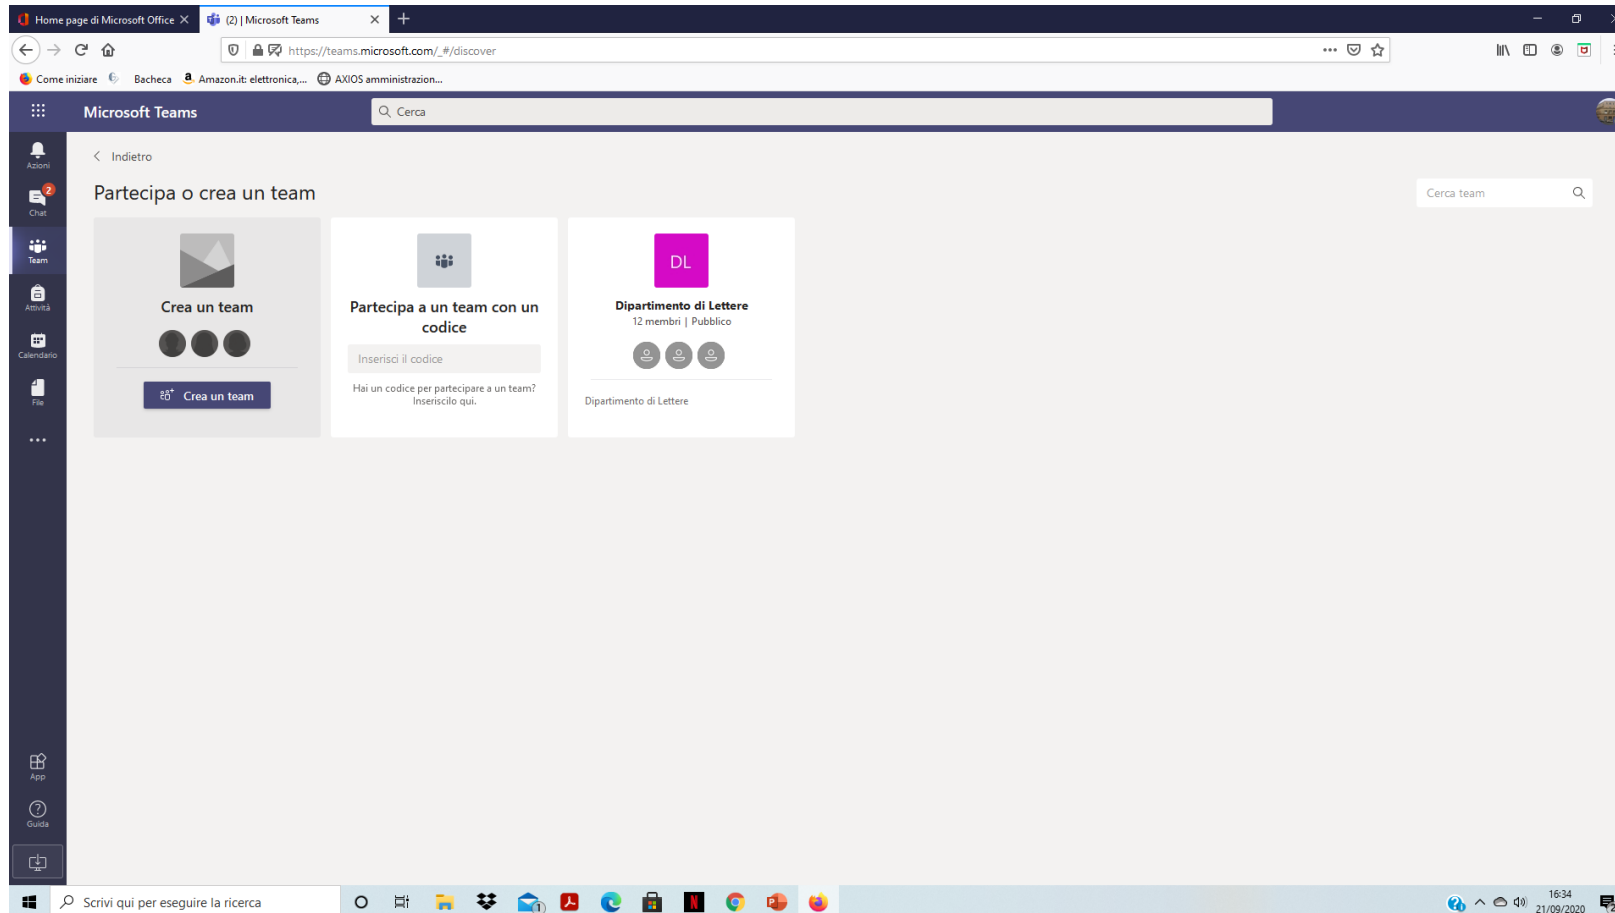 Home page di Microsoft Office
(2) | Microsoft Teams
https://teams.microsoft.com/_#/discover
Come iniziare
Bacheca
Amazon.it: elettronica,...
AXIOS amministrazion...
Microsoft Teams
Cerca
Azioni
2
Chat
Team
Attività
Calendario
File
App
Guida
Indietro
Partecipa o crea un team
Cerca team
Crea un team
Crea un team
Partecipa a un team con un
codice
Inserisci il codice
Hai un codice per partecipare a un team?
Inseriscilo qui.
DL
Dipartimento di Lettere
12 membri | Pubblico
Dipartimento di Lettere
Scrivi qui per eseguire la ricerca
1
N
16:34
21/09/2020
2